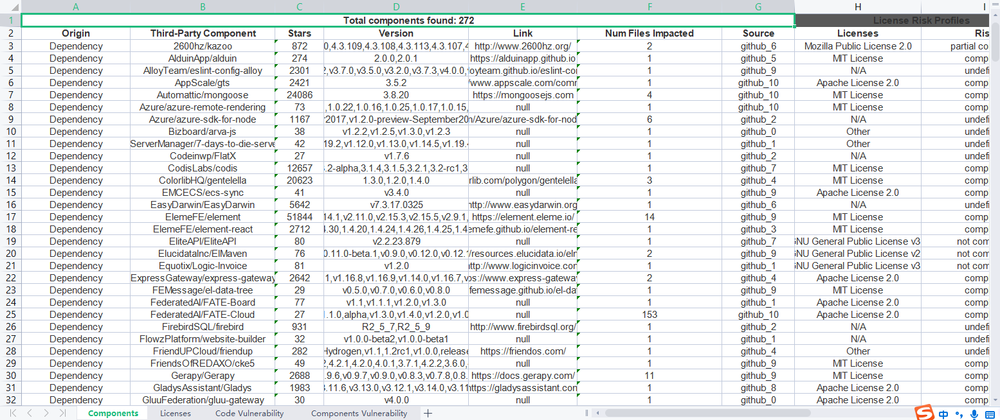 A B C D E F G H I
1 Total components found: 272 License Risk Profiles
2 Origin Third-Party Component Stars Version Link Num Files Impacted Source Licenses Ris
3 Dependency 2600hz/kazoo 872 0,4.3.109,4.3.108,4.3.113,4.3.107,4 http://www.2600hz.org/ 2 github_6 Mozilla Public License 2.0 partial co
4 Dependency AlduinApp/alduin 274 2.0.0,2.0.1 https://alduinapp.github.io 1 github_5 MIT License comp
5 Dependency AlloyTeam/eslint-config-alloy 2301 2,v3.7.0,v3.5.0,v3.2.0,v3.7.3,v4.0.0,v oyteam.github.io/eslint-co 1 github_9 N/A undefi
6 Dependency AppScale/gts 2421 3.5.2 /www.appscale.com/comm 1 github_10 Apache License 2.0 comp
7 Dependency Automattic/mongoose 24086 3.8.20 https://mongoosejs.com 4 github_10 MIT License comp
8 Dependency Azure/azure-remote-rendering 73 ,1.0.22,1.0.16,1.0.25,1.0.17,1.0.15, null 1 github_10 MIT License comp
9 Dependency Azure/azure-sdk-for-node 1167 r2017,v1.2.0-preview-September20 n/Azure/azure-sdk-for-nod 6 github_2 N/A undefi
10 Dependency Bizboard/arva-js 38 v1.2.2,v1.2.5,v1.3.0,v1.2.3 null 1 github_0 Other undefi
11 Dependency ServerManager/7-days-to-die-serve 42 19.2,v1.12.0,v1.13.0,v1.14.5,v1.19. null 1 github_1 Other undefi
12 Dependency Codeinwp/FlatX 27 v1.7.6 null 1 github_2 N/A undefi
13 Dependency CodisLabs/codis 12657 .2-alpha,3.1.4,3.1.5,3.2.1,3.2-rc1,3 null 1 github_7 MIT License comp
14 Dependency ColorlibHQ/gentelella 20623 1.3.0,1.2.0,1.4.0 rlib.com/polygon/gentelella 3 github_4 MIT License comp
15 Dependency EMCECS/ecs-sync 41 v3.4.0 null 1 github_9 Apache License 2.0 comp
16 Dependency EasyDarwin/EasyDarwin 5642 v7.3.17.0325 http://www.easydarwin.org 1 github_6 N/A undefi
17 Dependency ElemeFE/element 51844 14.1,v2.11.0,v2.15.3,v2.15.5,v2.9.1, https://element.eleme.io/ 14 github_9 MIT License comp
18 Dependency ElemeFE/element-react 2712 4.30,1.4.20,1.4.24,1.4.26,1.4.25,1.4 emefe.github.io/element-re 1 github_3 MIT License comp
19 Dependency EliteAPI/EliteAPI 80 v2.2.23.879 null 1 github_7 GNU General Public License v3 not com
20 Dependency ElucidataInc/ElMaven 76 0.11.0-beta.1,v0.9.0,v0.12.0,v0.12. /resources.elucidata.io/eln 2 github_9 GNU General Public License v2 not com
21 Dependency Equotix/Logic-Invoice 81 v1.2.0 http://www.logicinvoice.con 1 github_1 GNU General Public License v3 not com
22 Dependency ExpressGateway/express-gateway 2642 1,v1.16.8,v1.16.9,v1.14.0,v1.16.7,v ps://www.express-gateway 2 github_4 Apache License 2.0 comp
23 Dependency FEMessage/el-data-tree 29 v0.5.0,v0.7.0,v0.6.0,v0.8.0 femessage.github.io/el-da 1 github_9 MIT License comp
24 Dependency FederatedAI/FATE-Board 77 v1.1,v1.1.1,v1.2.0,v1.3.0 null 1 github_1 Apache License 2.0 comp
25 Dependency FederatedAI/FATE-Cloud 27 .1.0,alpha,v1.3.0,v1.4.0,v1.2.0,v1.0 null 153 github_10 Apache License 2.0 comp
26 Dependency FirebirdSQL/firebird 931 R2_5_7,R2_5_9 http://www.firebirdsql.org/ 1 github_2 N/A undefi
27 Dependency FlowzPlatform/website-builder 32 v1.0.0-beta2,v1.0.0-beta1 null 1 github_1 N/A undefi
28 Dependency FriendUPCloud/friendup 282 Hydrogen,v1.1,1.2rc1,v1.0.0,release https://friendos.com/ 1 github_4 Other undefi
29 Dependency FriendsOfREDAXO/cke5 49 2,4.2.1,4.2.0,4.0.1,3.7.1,4.2.2,3.6.0, null 1 github_9 MIT License comp
30 Dependency Gerapy/Gerapy 2688 .9.6,v0.9.7,v0.9.0,v0.8.3,v0.7.8,0.8. https://docs.gerapy.com/ 11 github_9 MIT License comp
31 Dependency GladysAssistant/Gladys 1983 3.11.6,v3.13.0,v3.12.1,v3.14.0,v3.11 https://gladysassistant.con 1 github_8 Apache License 2.0 comp
32 Dependency GluuFederation/gluu-gateway 30 v4.0.0 null 1 github_0 Apache License 2.0 comp
Components Licenses Code Vulnerability Components Vulnerability
S 中